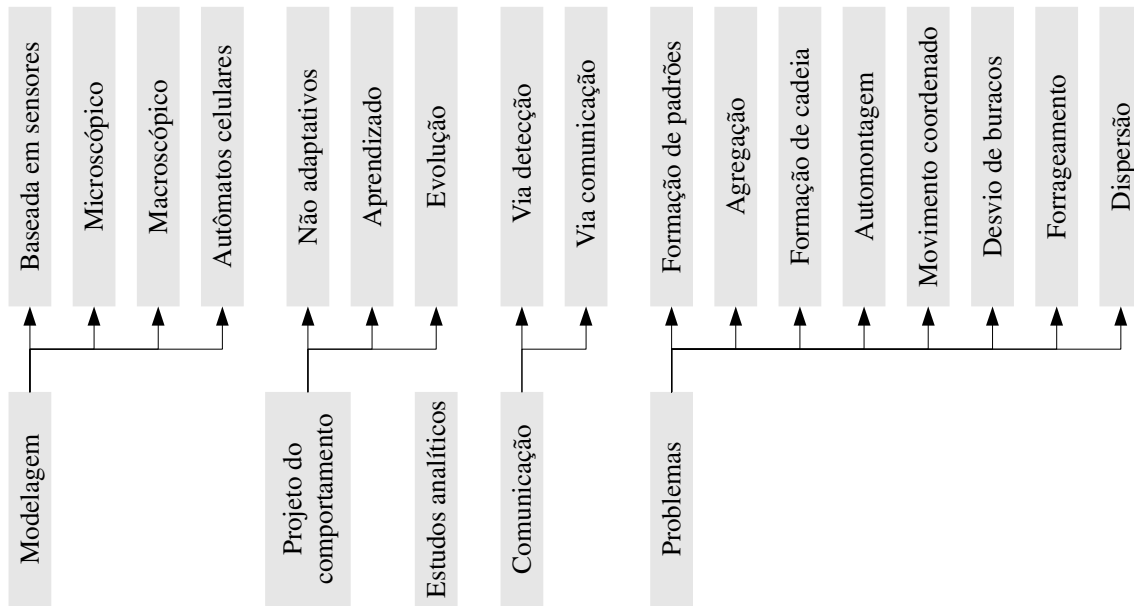 Modelagem
Baseada em sensores
Microscópico
Macroscópico
Autômatos celulares
Projeto do
comportamento
Não adaptativos
Aprendizado
Evolução
Estudos analíticos
Comunicação
Via detecção
Via comunicação
Problemas
Formação de padrões
Agregação
Formação de cadeia
Automontagem
Movimento coordenado
Desvio de buracos
Forrageamento
Dispersão